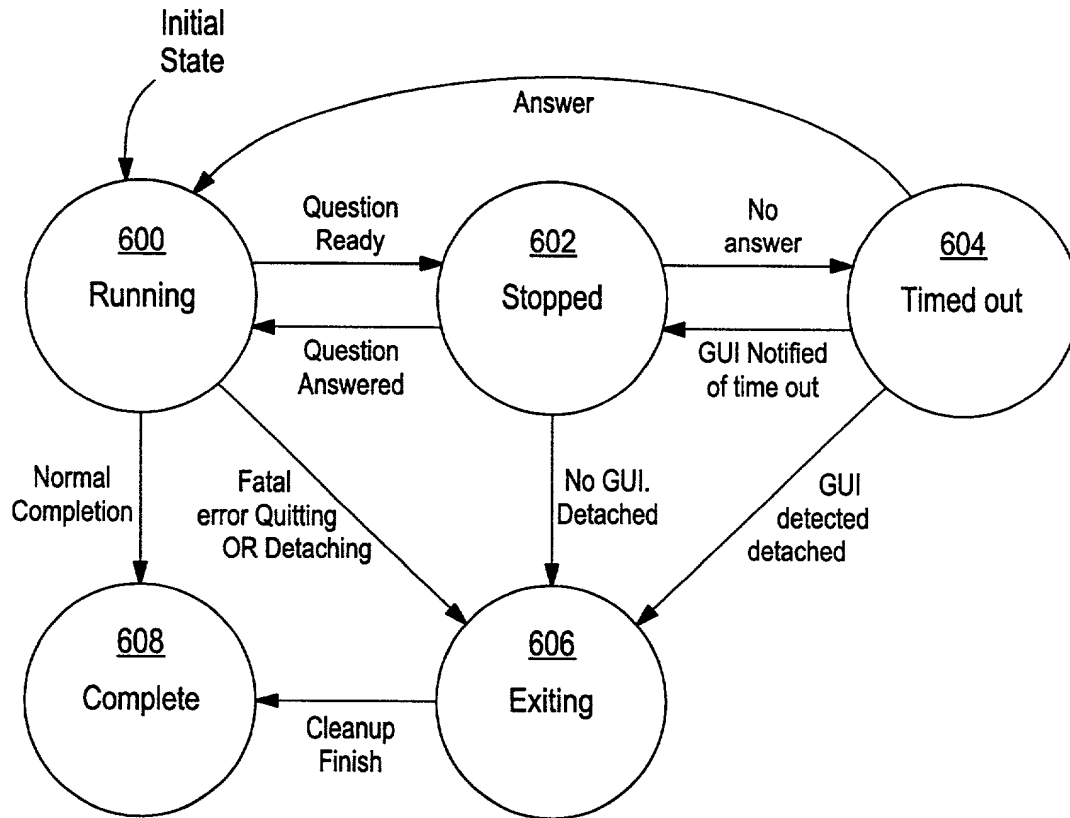 Initial
State
Answer
600
Running
Question
Ready
602
Stopped
No
answer
604
Timed out
Question
Answered
GUI Notified
of time out
Normal
Completion
Fatal
error Quitting
OR Detaching
No GUI.
Detached
GUI
detected
detached
608
Complete
606
Exiting
Cleanup
Finish